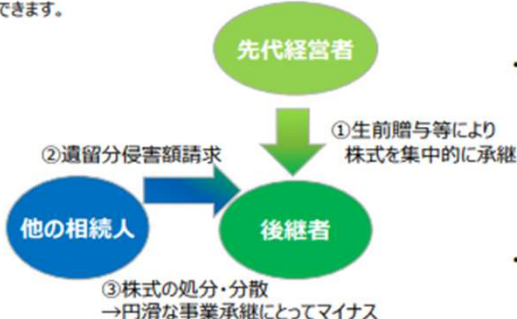 できます。
先代経営者
①生前贈与等により
株式を集中的に承継
②遺留分侵害額請求
他の相続人
後継者
③株式の処分・分散
→円滑な事業承継にとってマイナス